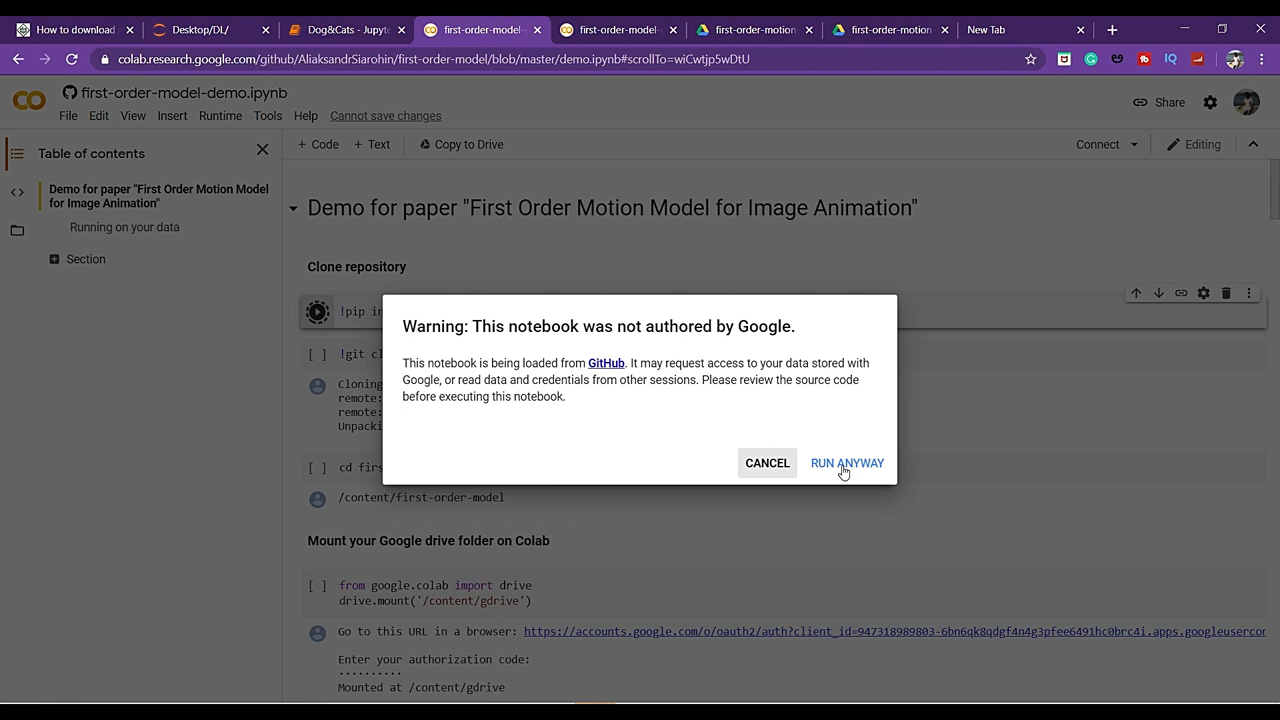 How to download
Desktop/DL/
Dog&Cats - Jupyte
first-order-model-
first-order-model-
first-order-motion
first-order-motion
New Tab
colab.research.google.com/github/AliaksandrSiarohin/first-order-model/blob/master/demo.ipynb#scrollTo=wiCwtjp5wDtU
first-order-model-demo.ipynb
File Edit View Insert Runtime Tools Help Cannot save changes
Share
Table of contents
+ Code + Text Copy to Drive
Connect
Editing
Demo for paper "First Order Motion Model
for Image Animation"
Running on your data
Section
Demo for paper "First Order Motion Model for Image Animation"
Clone repository
!pip in
[ ] !git cl
Cloning
remote:
remote:
Unpacki
[ ] cd firs
/content/first-order-model
Warning: This notebook was not authored by Google.
This notebook is being loaded from GitHub. It may request access to your data stored with
Google, or read data and credentials from other sessions. Please review the source code
before executing this notebook.
CANCEL
RUN ANYWAY
Mount your Google drive folder on Colab
[ ] from google.colab import drive
drive.mount('/content/gdrive')
Go to this URL in a browser: https://accounts.google.com/o/oauth2/auth?client_id=947318989803-6bn6qk8qdgf4n4g3pfee6491hc0brc4i.apps.googleusercon
Enter your authorization code:
··········
Mounted at /content/gdrive